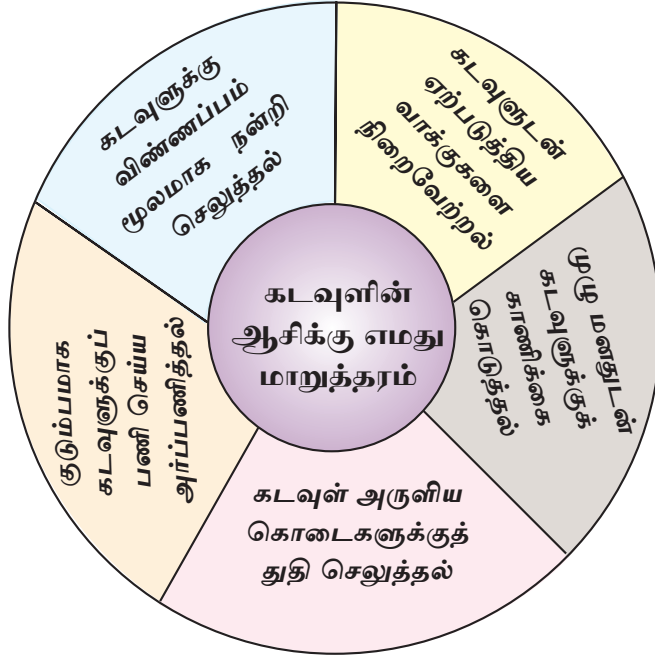 கடவுளின்
ஆசிக்கு எமது
மாறுத்தரம்
கடவுளுடன்
ஏற்படுத்திய
வாக்குகளை
நிறைவேற்றல்
முழு மனதுடன்
கடவுளுக்குக்
காணிக்கை
கொடுத்தல்
கடவுள் அருளிய
கொடைகளுக்குத்
துதி செலுத்தல்
குடும்பமாக
கடவுளுக்குப்
பணி செய்ய
அர்ப்பணித்தல்
கடவுளுக்கு
விண்ணப்பம்
மூலமாக நன்றி
செலுத்தல்